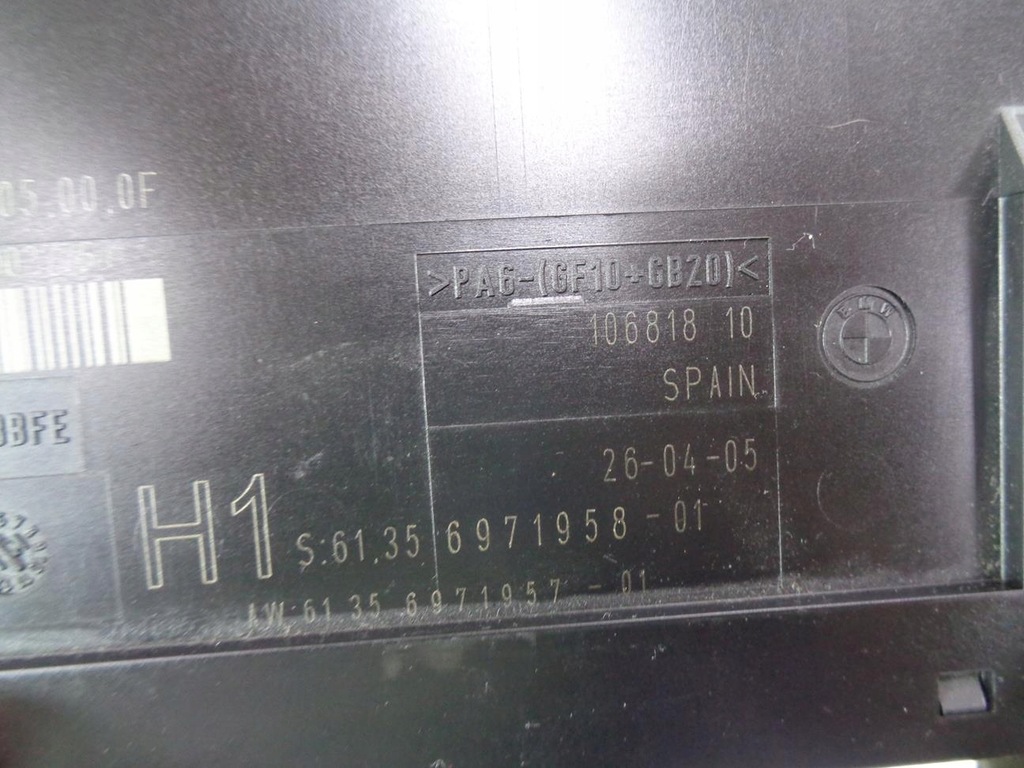 05.00.0F
>PA6-(GF10+GB20)<
106818 10
SPAIN
BMW
BBFE
26-04-05
H1
S:61.35 6971958-01
AW:61 35 6971957-01